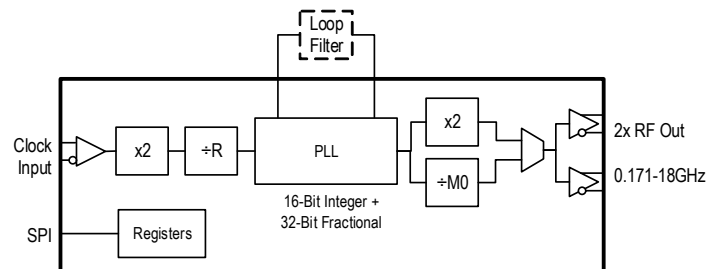 Loop
Filter
Clock
Input
x2
÷R
PLL
x2
÷M0
2x RF Out
0.171-18GHz
16-Bit Integer +
32-Bit Fractional
SPI
Registers